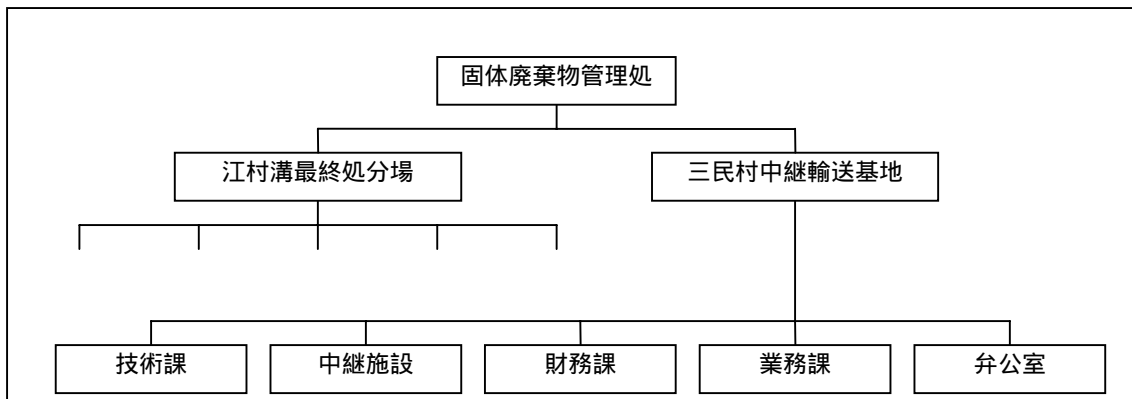 固体廃棄物管理処
江村溝最終処分場
三民村中継輸送基地
技術課
中継施設
財務課
業務課
弁公室